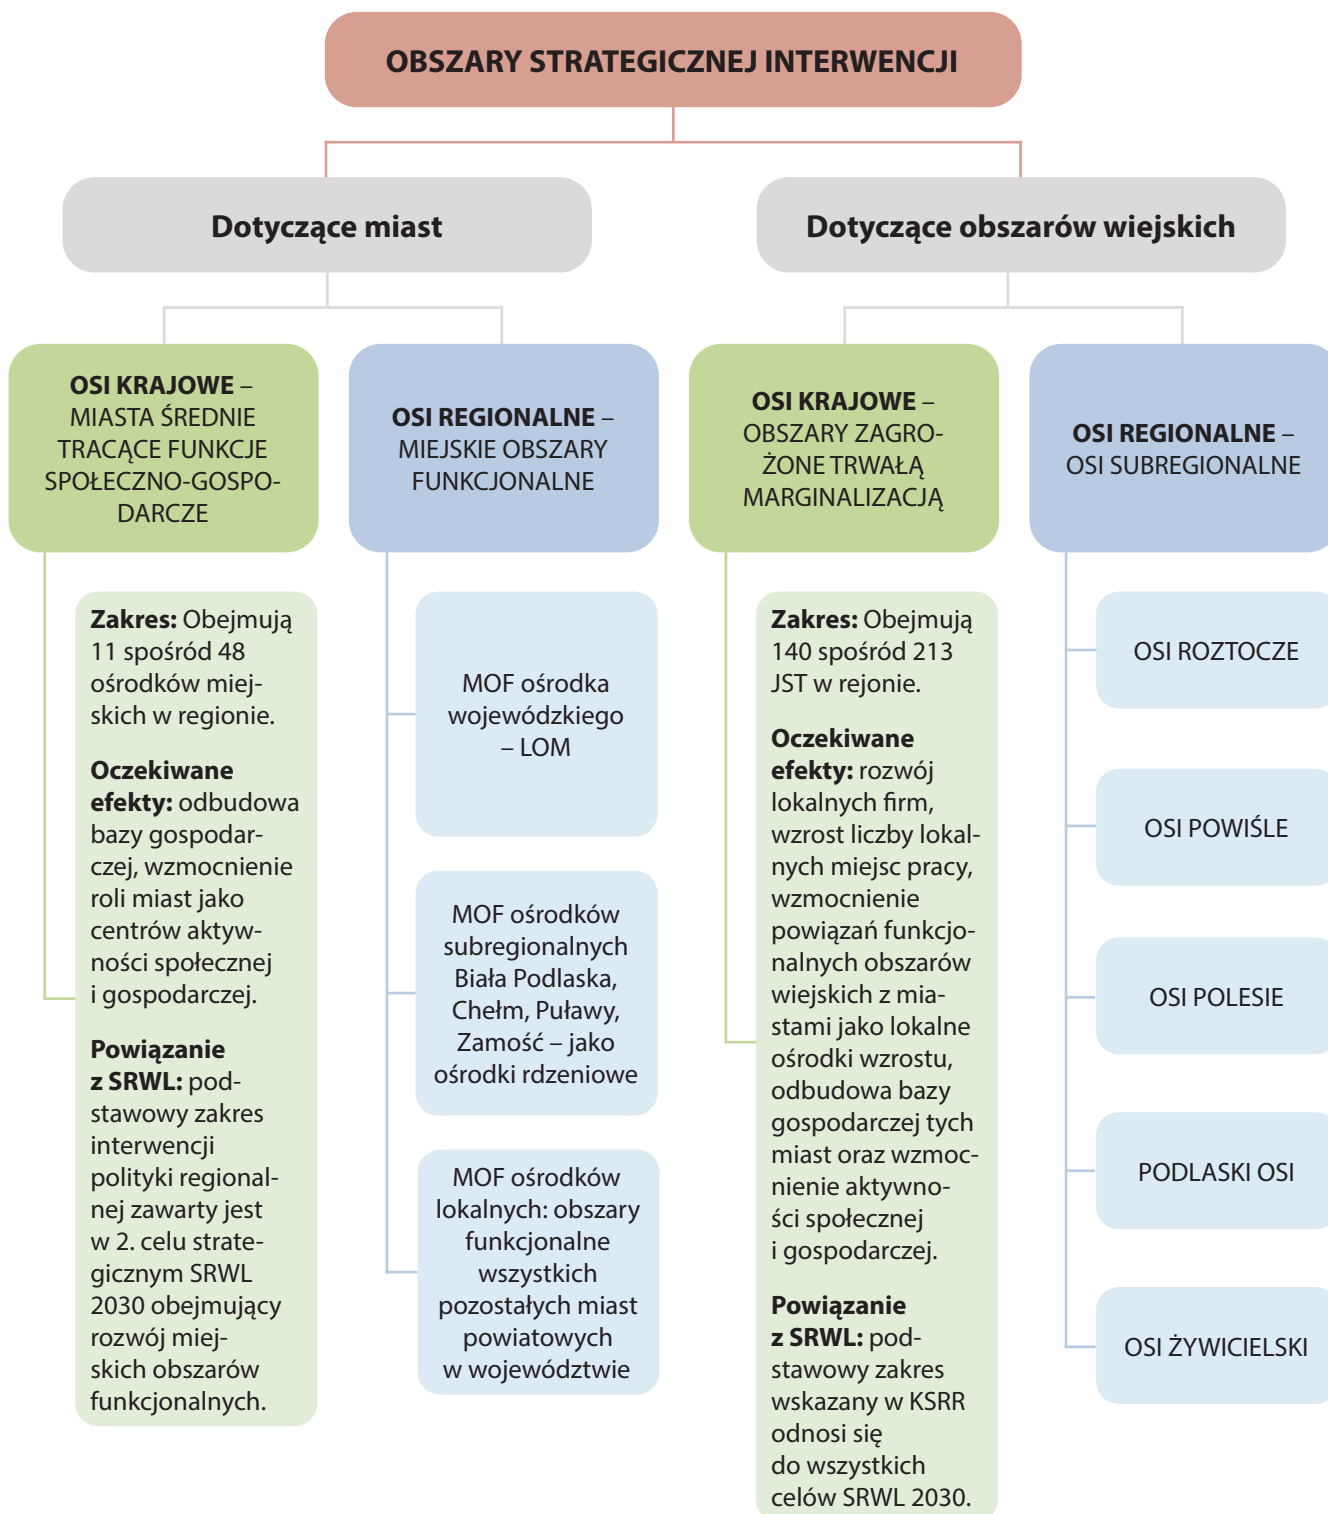 OBSZARY STRATEGICZNEJ INTERWENCJI
Dotyczące miast
Dotyczące obszarów wiejskich
OSI KRAJOWE –
MIASTA ŚREDNIE
TRACĄCE FUNKCJE
SPOŁECZNO-GOSPO-
DARCZE
Zakres: Obejmują
11 spośród 48
ośrodków miej-
skich w regionie.
Oczekiwane
efekty: odbudowa
bazy gospodar-
czej, wzmocnienie
roli miast jako
centrów aktyw-
ności społecznej
i gospodarczej.
Powiązanie
z SRWL: pod-
stawowy zakres
interwencji
polityki regional-
nej zawarty jest
w 2. celu strate-
gicznym SRWL
2030 obejmujący
rozwój miej-
skich obszarów
funkcjonalnych.
OSI REGIONALNE –
MIEJSKIE OBSZARY
FUNKCJONALNE
MOF ośrodka
wojewódzkiego
– LOM
MOF ośrodków
subregionalnych
Biała Podlaska,
Chełm, Puławy,
Zamość – jako
ośrodki rdzeniowe
MOF ośrodków
lokalnych: obszary
funkcjonalne
wszystkich
pozostałych miast
powiatowych
w województwie
OSI KRAJOWE –
OBSZARY ZAGRO-
ŻONE TRWAŁĄ
MARGINALIZACJĄ
Zakres: Obejmują
140 spośród 213
JST w rejonie.
Oczekiwane
efekty: rozwój
lokalnych firm,
wzrost liczby lokal-
nych miejsc pracy,
wzmocnienie
powiązań funkcjo-
nalnych obszarów
wiejskich z mia-
stami jako lokalne
ośrodki wzrostu,
odbudowa bazy
gospodarczej tych
miast oraz wzmoc-
nienie aktywno-
ści społecznej
i gospodarczej.
Powiązanie
z SRWL: pod-
stawowy zakres
wskazany w KSRR
odnosi się
do wszystkich
celów SRWL 2030.
OSI REGIONALNE –
OSI SUBREGIONALNE
OSI ROZTOCZE
OSI POWIŚLE
OSI POLESIE
PODLASKI OSI
OSI ŻYWICIELSKI